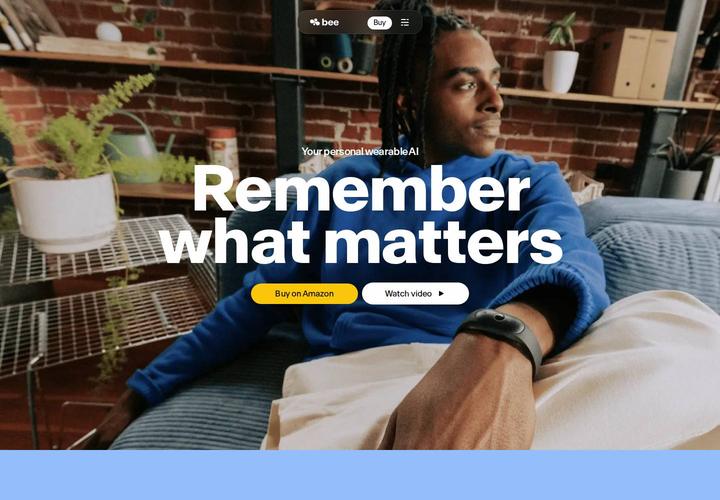 bee
Buy
Your personal wearable AI
Remember
what matters
Buy on Amazon
Watch video